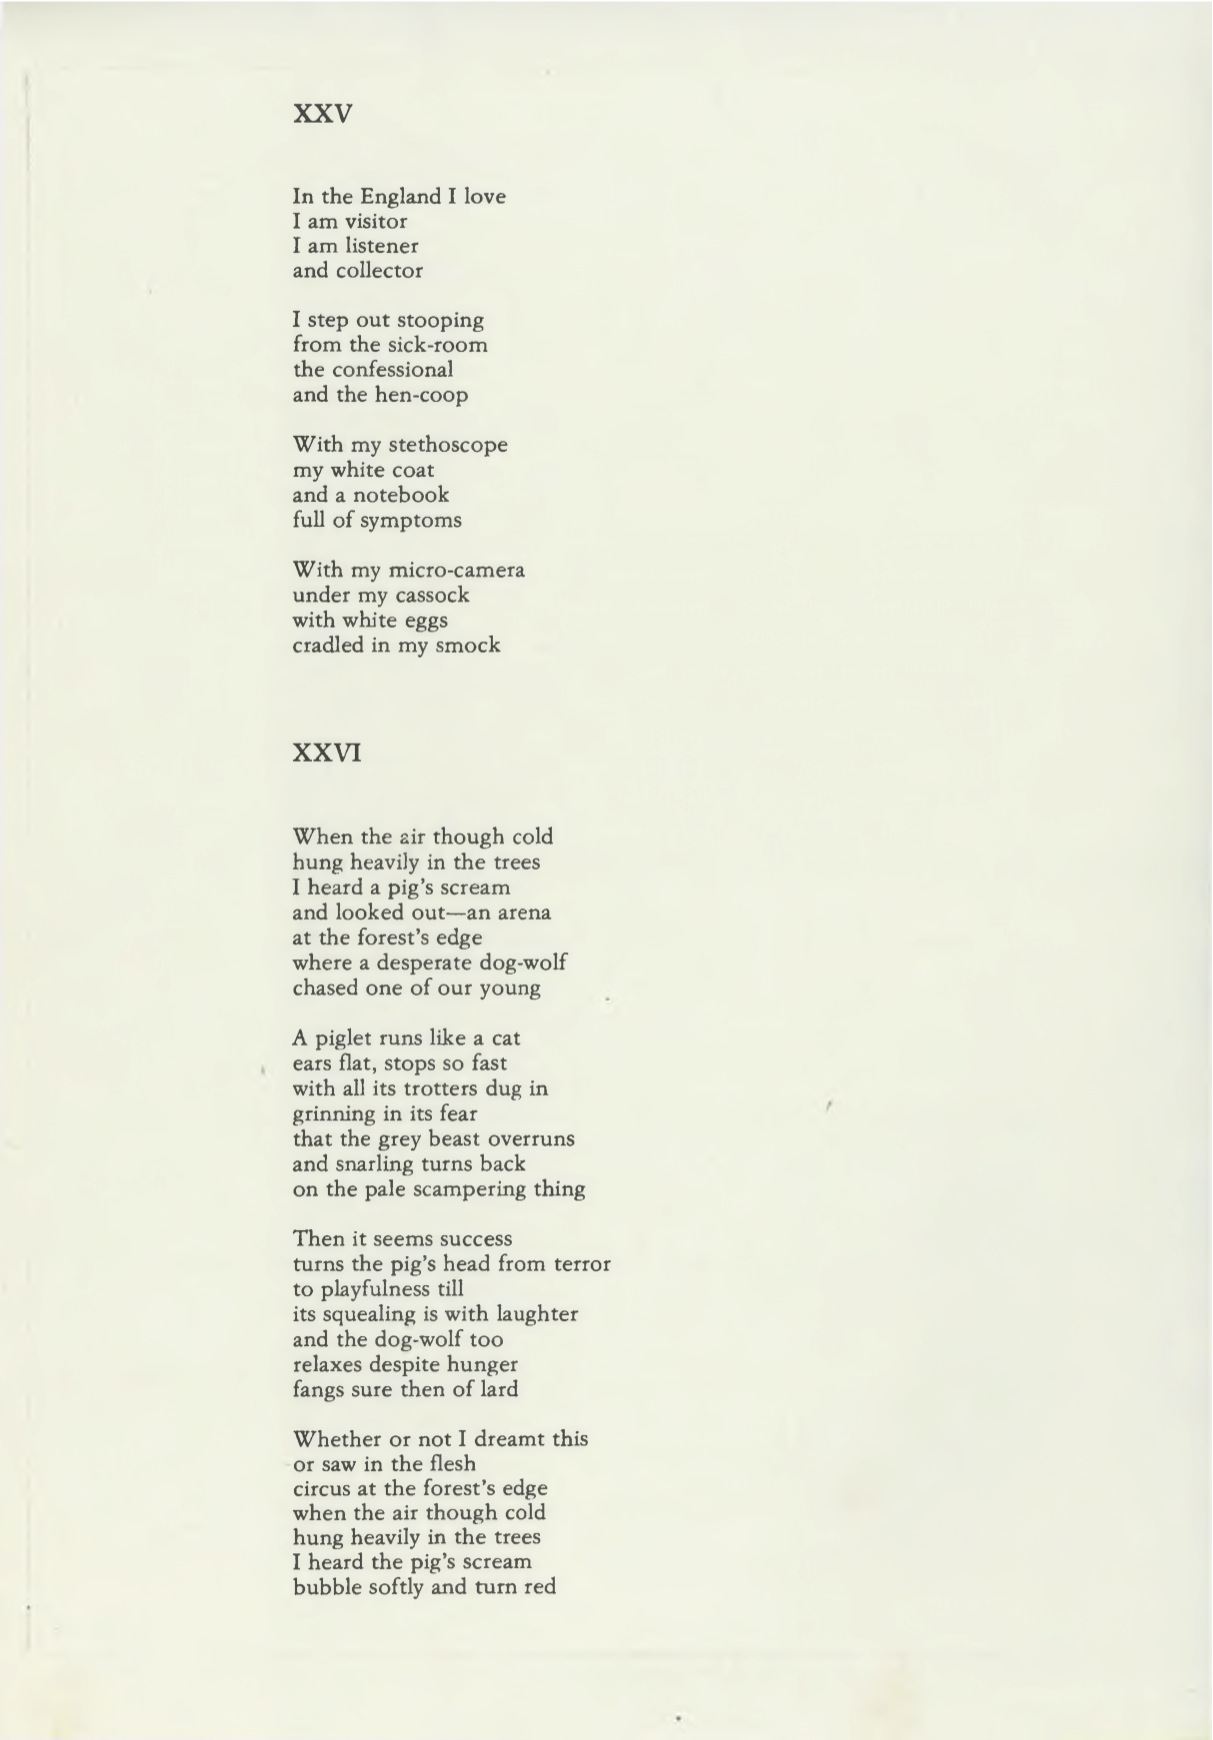 XXV
In the England I love
I am visitor
I am listener
and collector
I step out stooping
from the sick-room
the confessional
and the hen-coop
With my stethoscope
my white coat
and a notebook
full of symptoms
With my micro-camera
under my cassock
with white eggs
cradled in my smock
XXVI
When the air though cold
hung heavily in the trees
I heard a pig's scream
and looked out—an arena
at the forest's edge
where a desperate dog-wolf
chased one of our young
A piglet runs like a cat
ears flat, stops so fast
with all its trotters dug in
grinning in its fear
that the grey beast overruns
and snarling turns back
on the pale scampering thing
Then it seems success
turns the pig's head from terror
to playfulness till
its squealing is with laughter
and the dog-wolf too
relaxes despite hunger
fangs sure then of lard
Whether or not I dreamt this
or saw in the flesh
circus at the forest's edge
when the air though cold
hung heavily in the trees
I heard the pig's scream
bubble softly and turn red